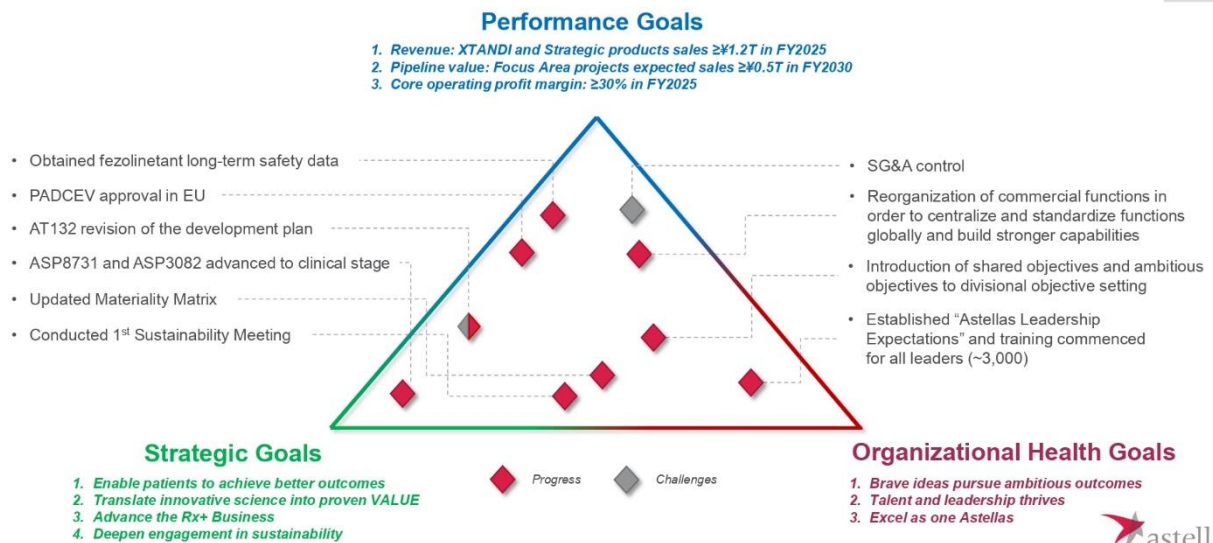 Performance Goals
1. Revenue: XTANDI and Strategic products sales ≥¥1.2T in FY2025
2. Pipeline value: Focus Area projects expected sales ≥¥0.5T in FY2030
3. Core operating profit margin: ≥30% in FY2025
• Obtained fezolinetant long-term safety data
• PADCEV approval in EU
• AT132 revision of the development plan
• ASP8731 and ASP3082 advanced to clinical stage
• Updated Materiality Matrix
• Conducted 1st Sustainability Meeting
• SG&A control
• Reorganization of commercial functions in
order to centralize and standardize functions
globally and build stronger capabilities
• Introduction of shared objectives and ambitious
objectives to divisional objective setting
• Established “Astellas Leadership
Expectations” and training commenced
for all leaders (~3,000)
Strategic Goals
1. Enable patients to achieve better outcomes
2. Translate innovative science into proven VALUE
3. Advance the Rx+ Business
4. Deepen engagement in sustainability
Progress
Challenges
Organizational Health Goals
1. Brave ideas pursue ambitious outcomes
2. Talent and leadership thrives
3. Excel as one Astellas
astell